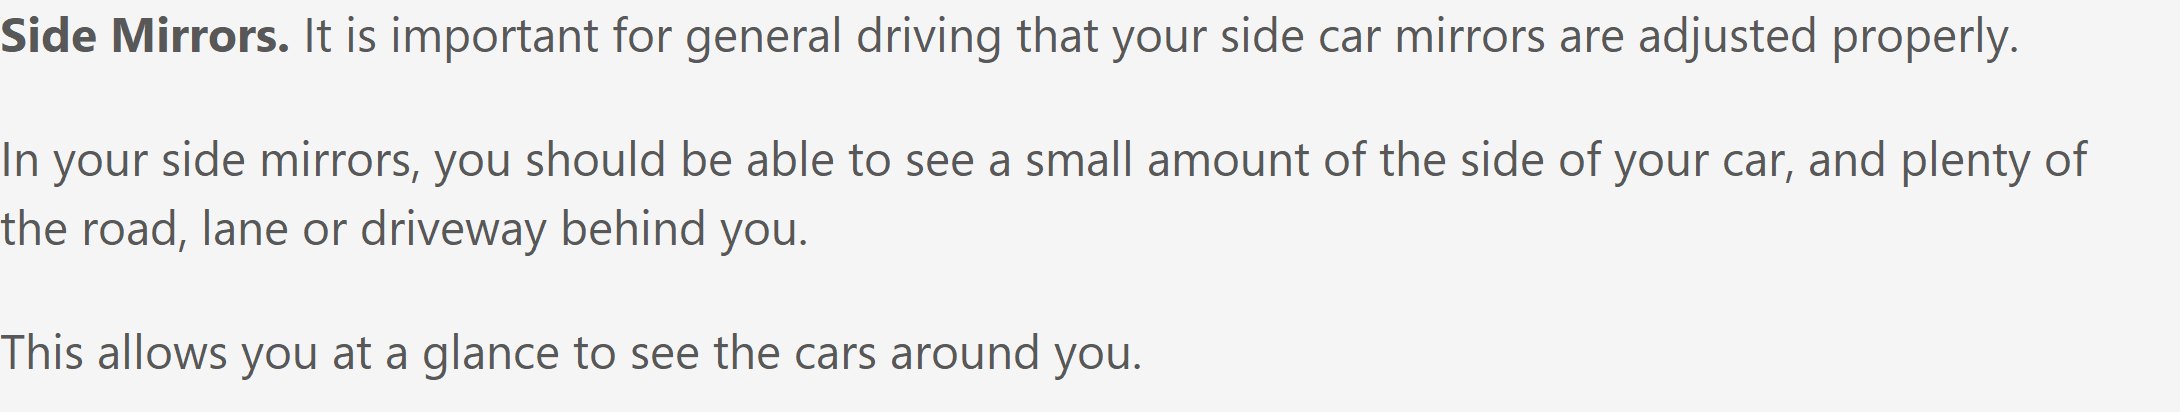 Side Mirrors. It is important for general driving that your side car mirrors are adjusted properly.
In your side mirrors, you should be able to see a small amount of the side of your car, and plenty of
the road, lane or driveway behind you.
This allows you at a glance to see the cars around you.